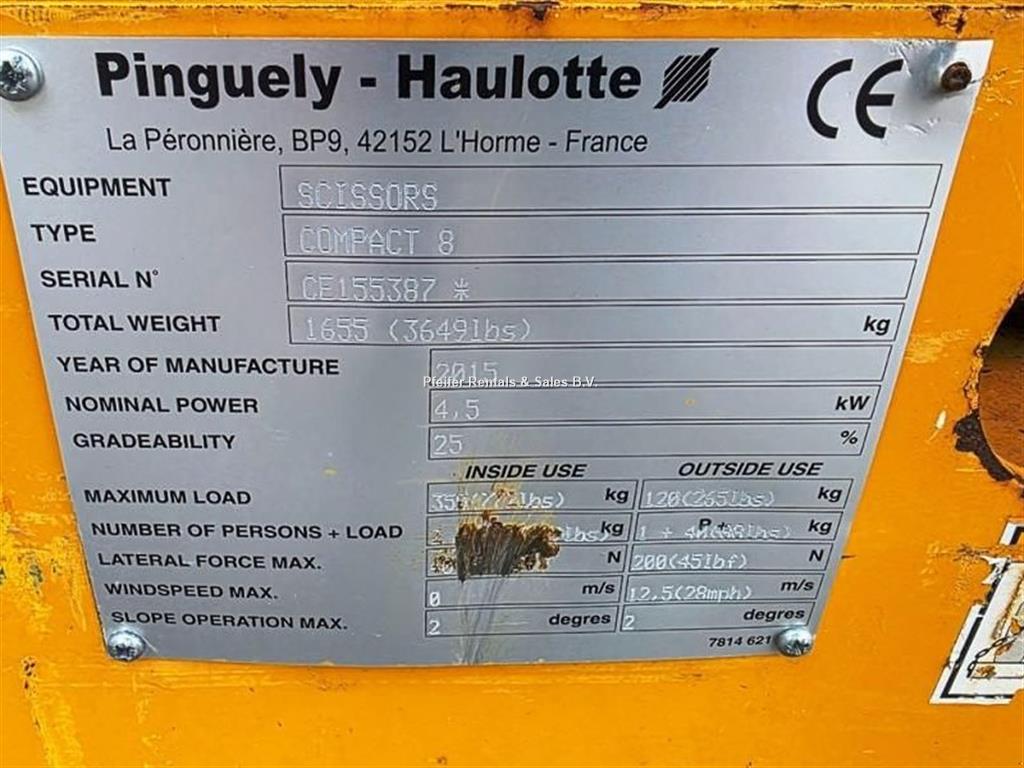 Pinguely - Haulotte
CE
La Péronnière, BP9, 42152 L'Horme - France
EQUIPMENT SCISSORS
TYPE COMPACT 8
SERIAL N° CE155387 *
TOTAL WEIGHT 1655 (3649lbs) kg
YEAR OF MANUFACTURE 2015
Pfeifer Rentals & Sales B.V.
NOMINAL POWER 4,5 kW
GRADEABILITY 25 %
INSIDE USE OUTSIDE USE
MAXIMUM LOAD kg 120(265lbs) kg
NUMBER OF PERSONS + LOAD kg 1 + P + kg
LATERAL FORCE MAX. N 200(45lbf) N
WINDSPEED MAX. 0 m/s 12,5(28mph) m/s
SLOPE OPERATION MAX. 2 degres 2 degres
7814 621